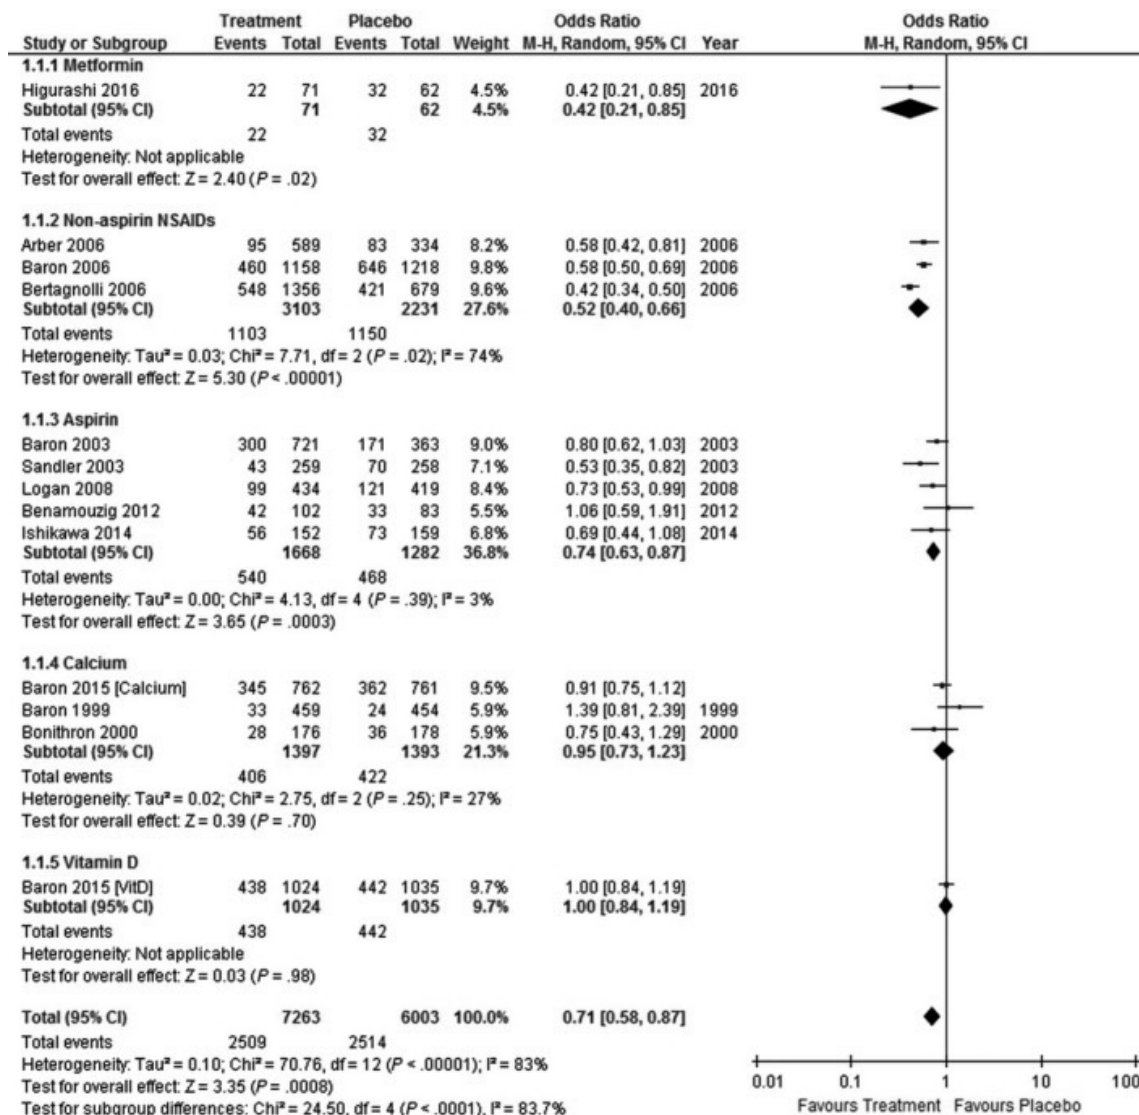 Treatment Placebo Odds Ratio Odds Ratio
Study or Subgroup Events Total Events Total Weight M-H, Random, 95% CI Year M-H, Random, 95% CI
1.1.1 Metformin
Higurashi 2016 22 71 32 62 4.5% 0.42 [0.21, 0.85] 2016
Subtotal (95% CI) 71 62 4.5% 0.42 [0.21, 0.85]
Total events 22 32
Heterogeneity: Not applicable
Test for overall effect: Z = 2.40 (P = .02)
1.1.2 Non-aspirin NSAIDs
Arber 2006 95 589 83 334 8.2% 0.58 [0.42, 0.81] 2006
Baron 2006 460 1158 646 1218 9.8% 0.58 [0.50, 0.69] 2006
Bertagnolli 2006 548 1356 421 679 9.6% 0.42 [0.34, 0.50] 2006
Subtotal (95% CI) 3103 2231 27.6% 0.52 [0.40, 0.66]
Total events 1103 1150
Heterogeneity: Tau² = 0.03; Chi² = 7.71, df = 2 (P = .02); I² = 74%
Test for overall effect: Z = 5.30 (P < .00001)
1.1.3 Aspirin
Baron 2003 300 721 171 363 9.0% 0.80 [0.62, 1.03] 2003
Sandler 2003 43 259 70 258 7.1% 0.53 [0.35, 0.82] 2003
Logan 2008 99 434 121 419 8.4% 0.73 [0.53, 0.99] 2008
Benamouzig 2012 42 102 33 83 5.5% 1.06 [0.59, 1.91] 2012
Ishikawa 2014 56 152 73 159 6.8% 0.69 [0.44, 1.08] 2014
Subtotal (95% CI) 1668 1282 36.8% 0.74 [0.63, 0.87]
Total events 540 468
Heterogeneity: Tau² = 0.00; Chi² = 4.13, df = 4 (P = .39); I² = 3%
Test for overall effect: Z = 3.65 (P = .0003)
1.1.4 Calcium
Baron 2015 [Calcium] 345 762 362 761 9.5% 0.91 [0.75, 1.12]
Baron 1999 33 459 24 454 5.9% 1.39 [0.81, 2.39] 1999
Bonithron 2000 28 176 36 178 5.9% 0.75 [0.43, 1.29] 2000
Subtotal (95% CI) 1397 1393 21.3% 0.95 [0.73, 1.23]
Total events 406 422
Heterogeneity: Tau² = 0.02; Chi² = 2.75, df = 2 (P = .25); I² = 27%
Test for overall effect: Z = 0.39 (P = .70)
1.1.5 Vitamin D
Baron 2015 [VitD] 438 1024 442 1035 9.7% 1.00 [0.84, 1.19]
Subtotal (95% CI) 1024 1035 9.7% 1.00 [0.84, 1.19]
Total events 438 442
Heterogeneity: Not applicable
Test for overall effect: Z = 0.03 (P = .98)
Total (95% CI) 7263 6003 100.0% 0.71 [0.58, 0.87]
Total events 2509 2514
Heterogeneity: Tau² = 0.10; Chi² = 70.76, df = 12 (P < .00001); I² = 83%
Test for overall effect: Z = 3.35 (P = .0008)
Test for subgroup differences: Chi² = 24.50, df = 4 (P < .0001), I² = 83.7%
0.01 0.1 1 10 100
Favours Treatment Favours Placebo